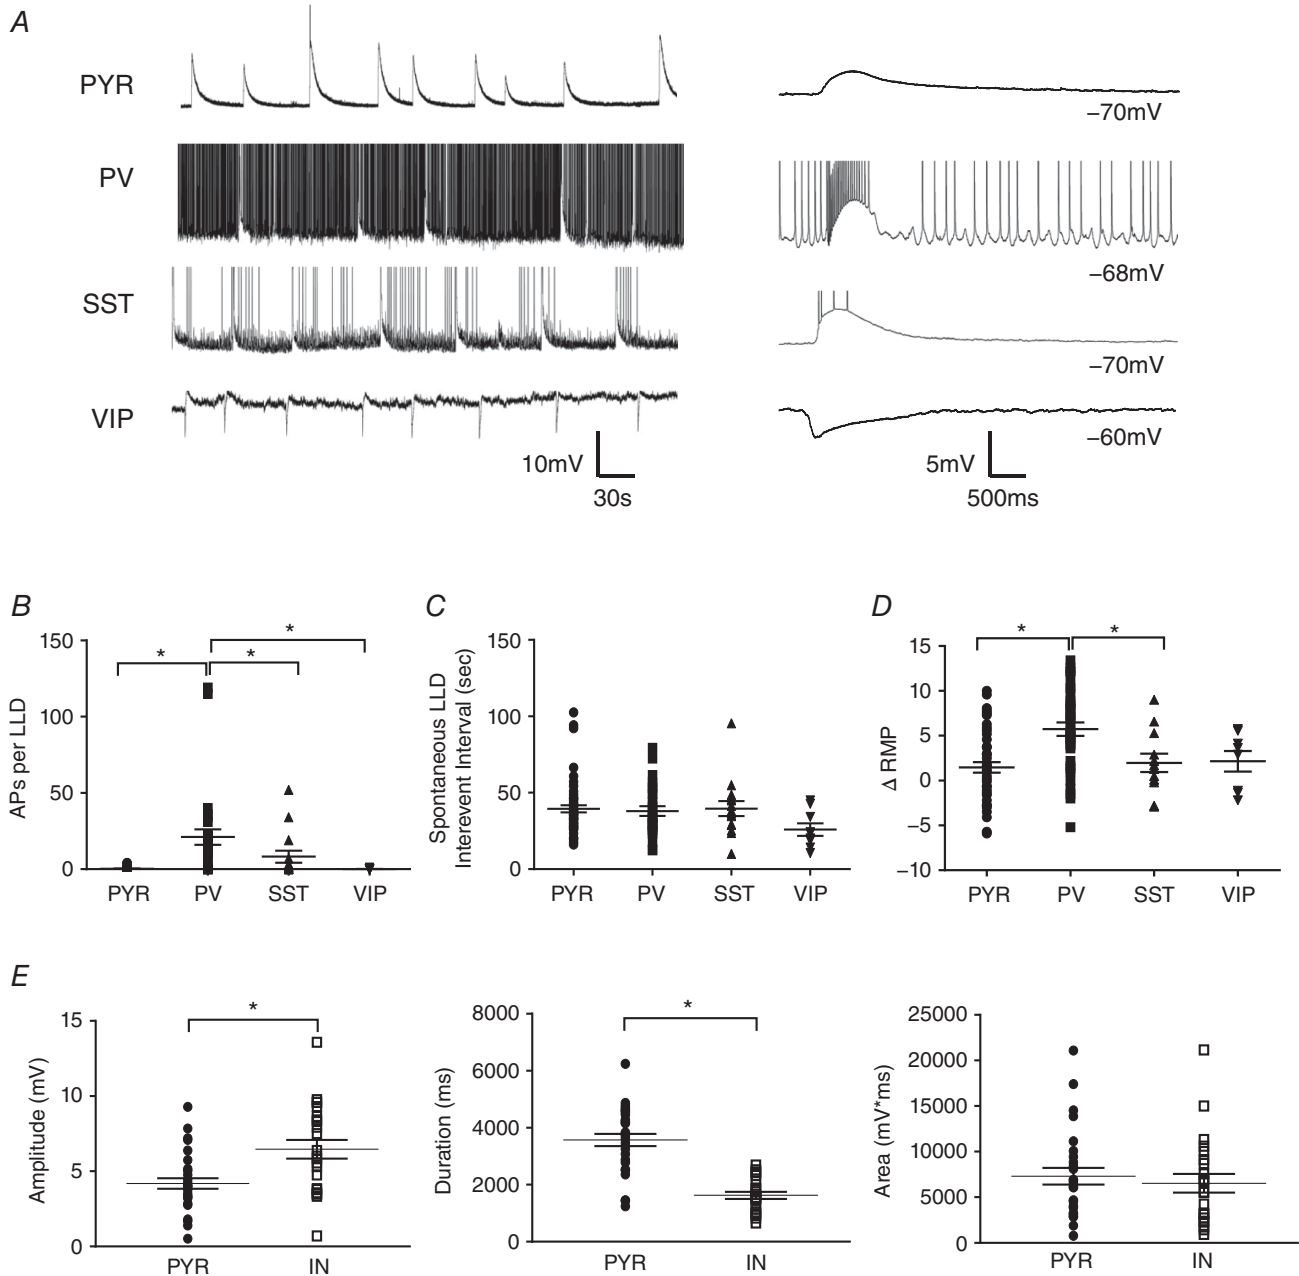 A
PYR
−70mV
PV
−68mV
SST
−70mV
VIP
−60mV
10mV
30s
5mV
500ms
B
APs per LLD
150
100
50
0
PYR PV SST VIP
* * *
C
Spontaneous LLD
Interevent Interval (sec)
150
100
50
0
PYR PV SST VIP
D
Δ RMP
15
10
5
0
−5
−10
PYR PV SST VIP
* *
E
Amplitude (mV)
15
10
5
0
PYR IN
*
Duration (ms)
8000
6000
4000
2000
0
PYR IN
*
Area (mV*ms)
25000
20000
15000
10000
5000
0
PYR IN